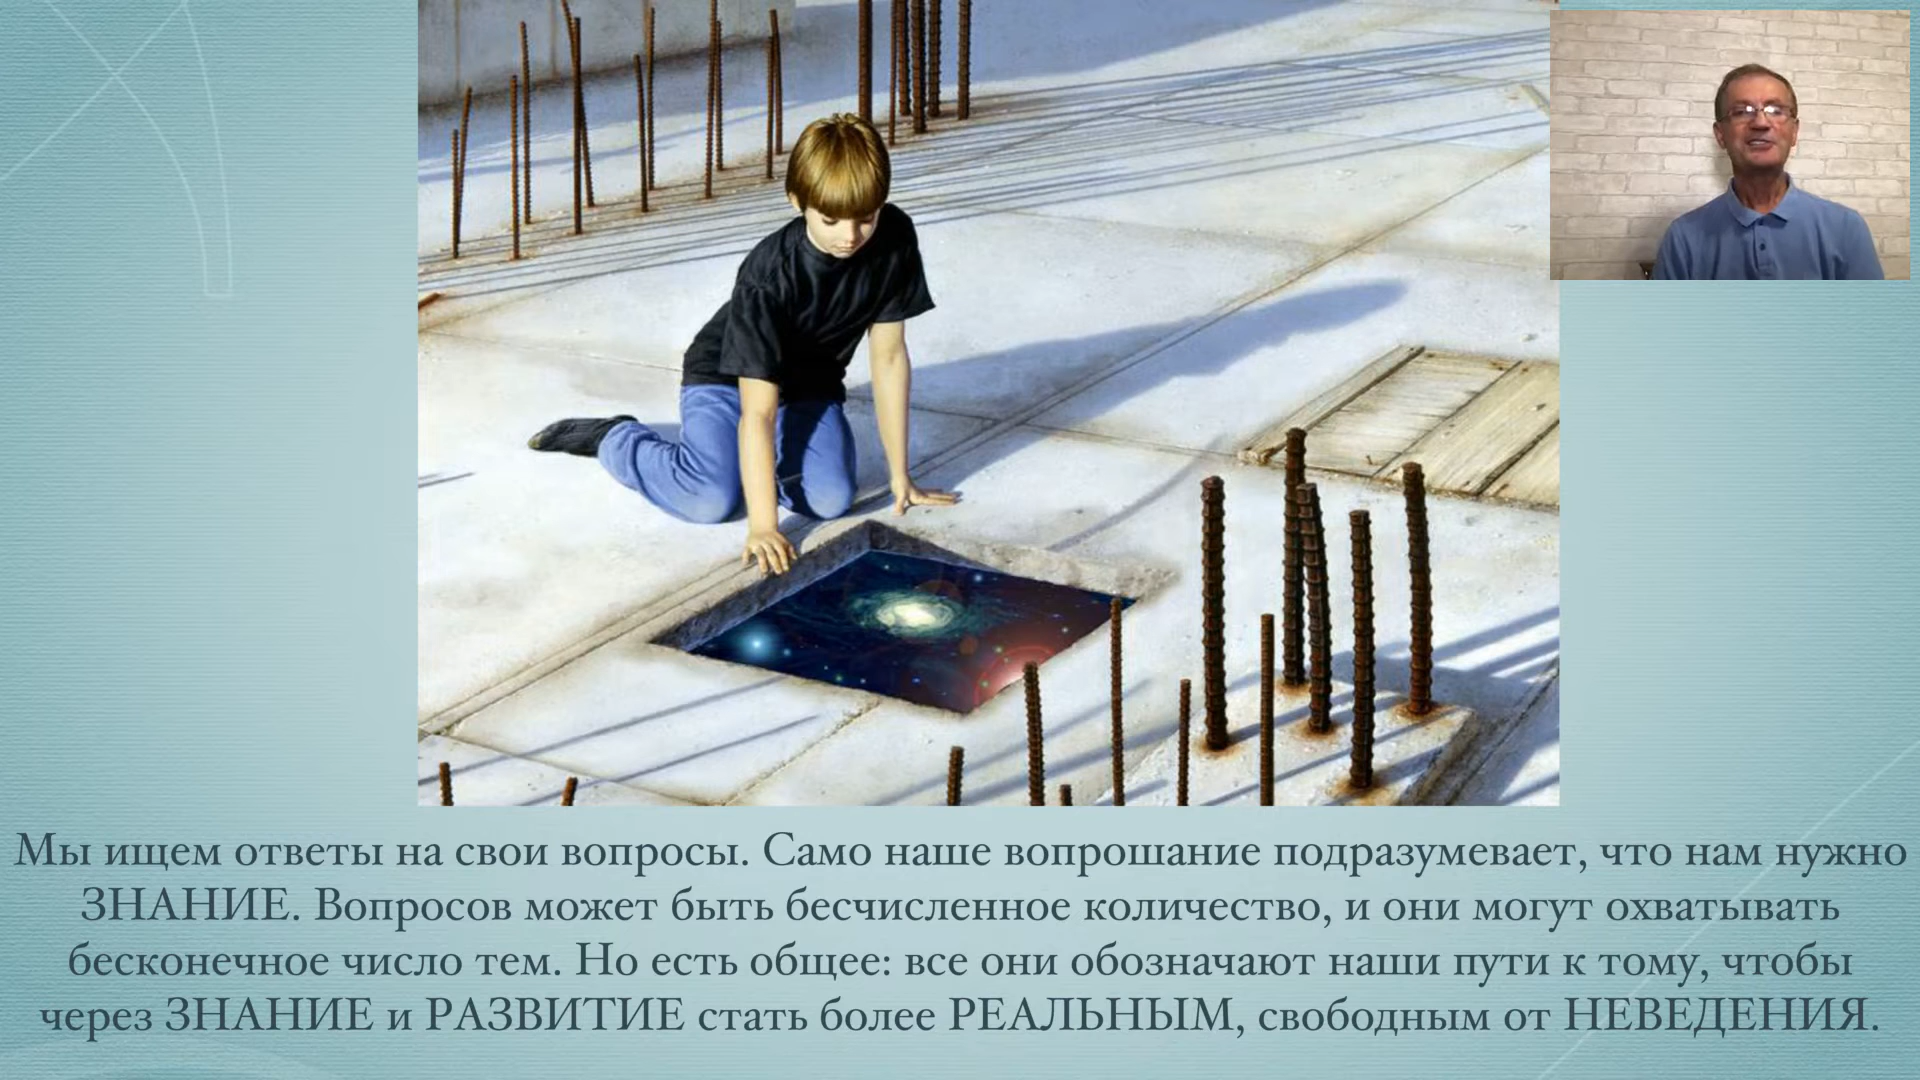 Мы ищем ответы на свои вопросы. Само наше вопрошание подразумевает, что нам нужно
ЗНАНИЕ. Вопросов может быть бесчисленное количество, и они могут охватывать
бесконечное число тем. Но есть общее: все они обозначают наши пути к тому, чтобы
через ЗНАНИЕ и РАЗВИТИЕ стать более РЕАЛЬНЫМ, свободным от НЕВЕДЕНИЯ.